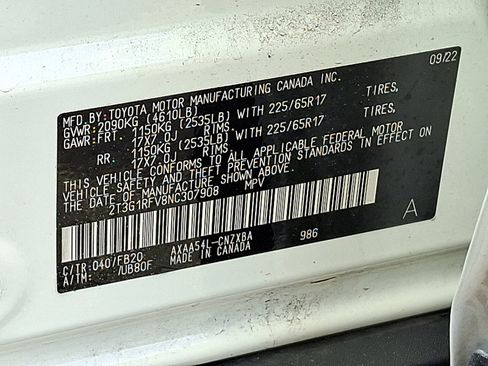 09/22
MFD.BY:TOYOTA MOTOR MANUFACTURING CANADA INC.
GVWR:2090KG (4610LB)
GAWR:FRT: 1150KG (2535LB) WITH 225/65R17 TIRES,
17X7.0J RIMS,
RR: 1150KG (2535LB) WITH 225/65R17 TIRES,
17X7.0J RIMS,
THIS VEHICLE CONFORMS TO ALL APPLICABLE FEDERAL MOTOR
VEHICLE SAFETY AND THEFT PREVENTION STANDARDS IN EFFECT ON
THE DATE OF MANUFACTURE SHOWN ABOVE.
2T3G1RFV8NC307908 MPV
A
C/TR:040/FB20 AXAA54L-CNZXBA 986
A/TM: /UB80F MADE IN CANADA